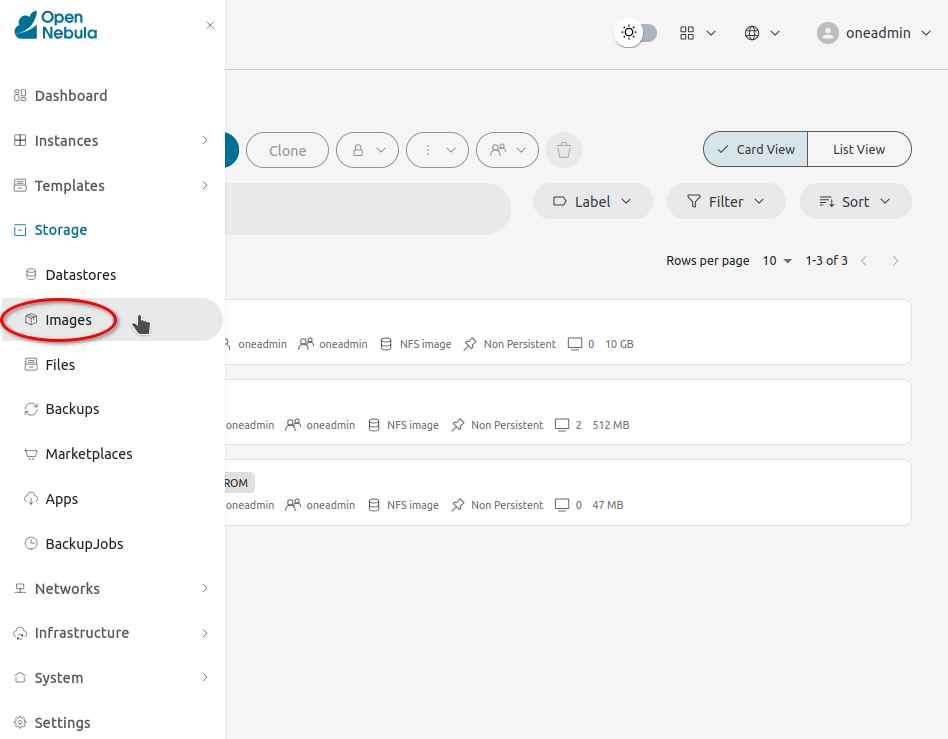 Open
Nebula
oneadmin
Dashboard
Instances
Templates
Storage
Datastores
Images
Files
Backups
Marketplaces
Apps
BackupJobs
Networks
Infrastructure
System
Settings
Clone
Card View
List View
Label
Filter
Sort
Rows per page 10 1-3 of 3
oneadmin oneadmin NFS image Non Persistent 0 10 GB
oneadmin oneadmin NFS image Non Persistent 2 512 MB
ROM
oneadmin oneadmin NFS image Non Persistent 0 47 MB